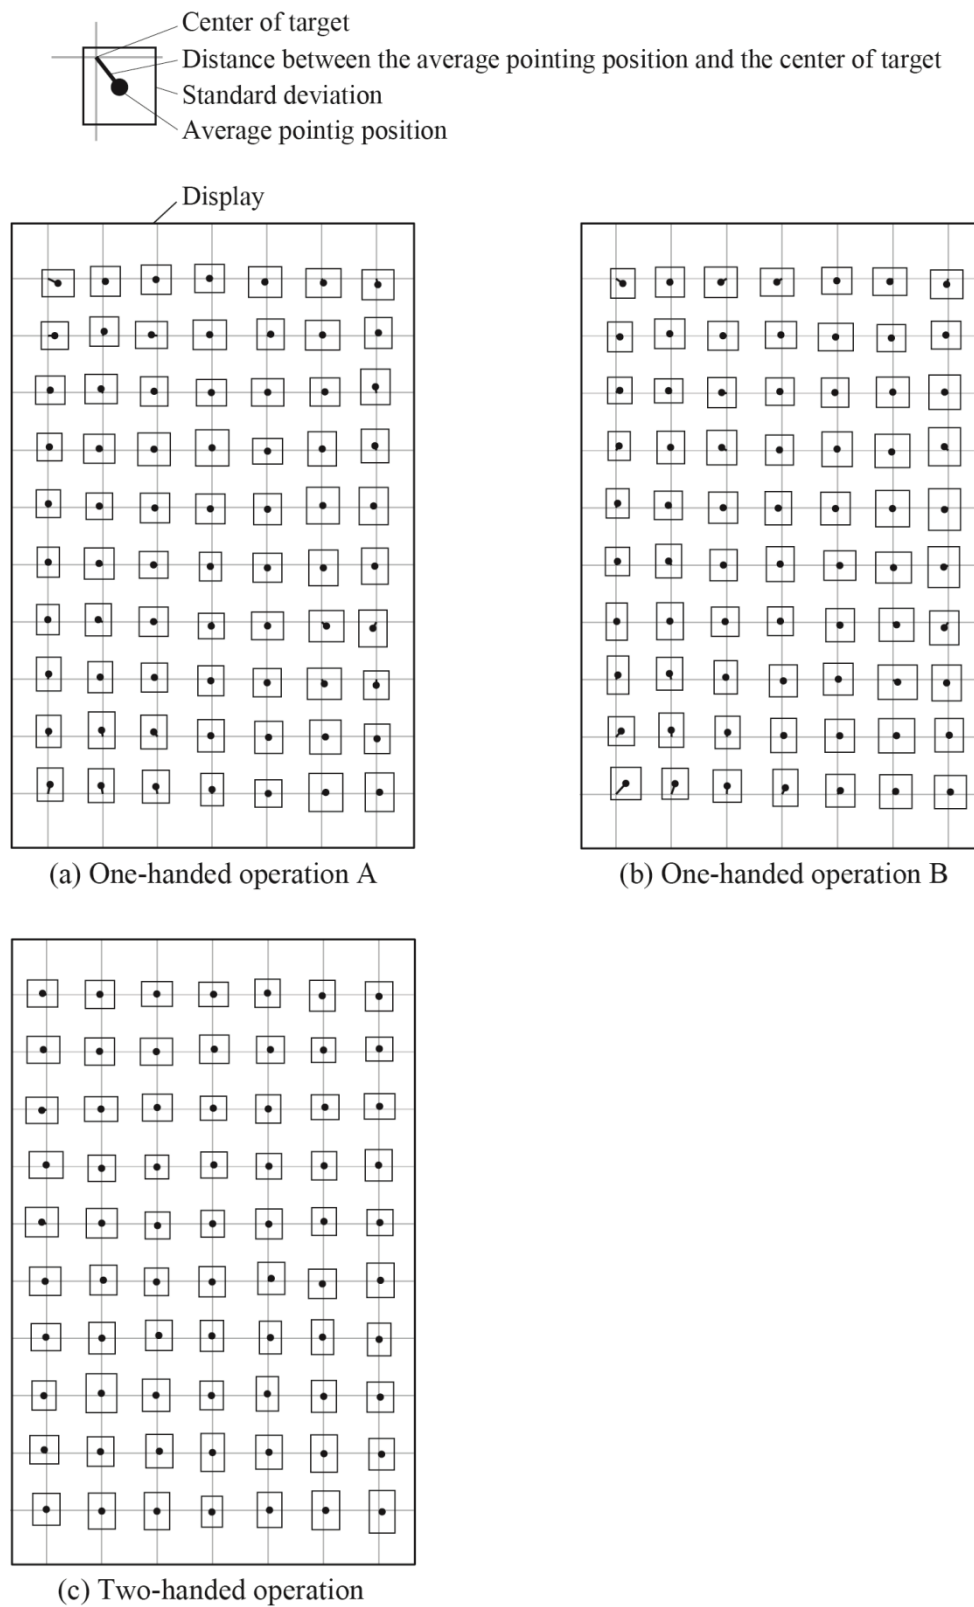 Center of target
Distance between the average pointing position and the center of target
Standard deviation
Average pointig position
Display
(a) One-handed operation A
(b) One-handed operation B
(c) Two-handed operation